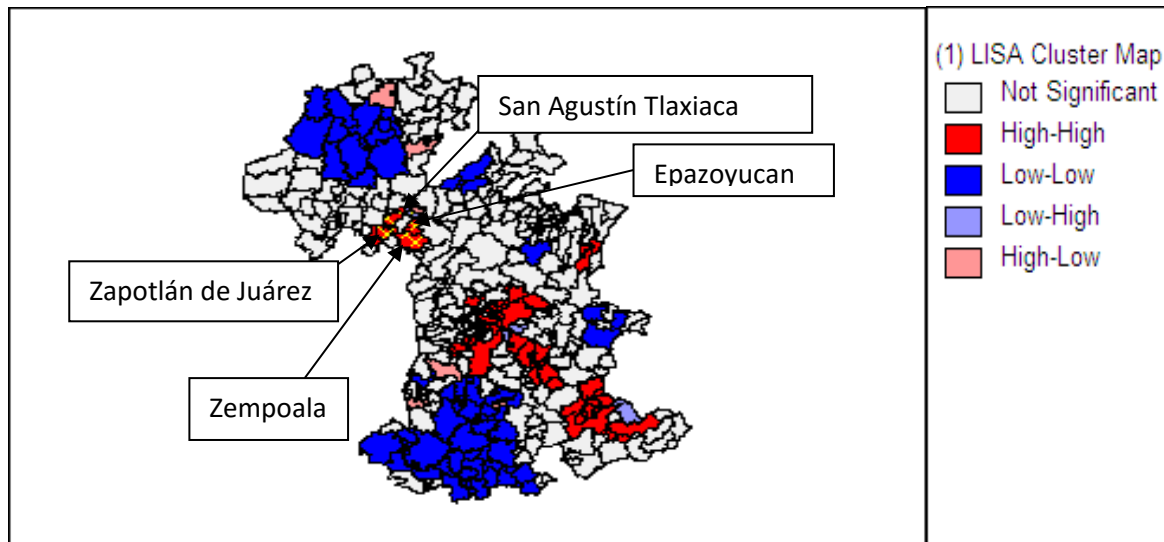 San Agustín Tlaxiaca
Epazoyucan
Zapotlán de Juárez
Zempoala
(1) LISA Cluster Map
Not Significant
High-High
Low-Low
Low-High
High-Low